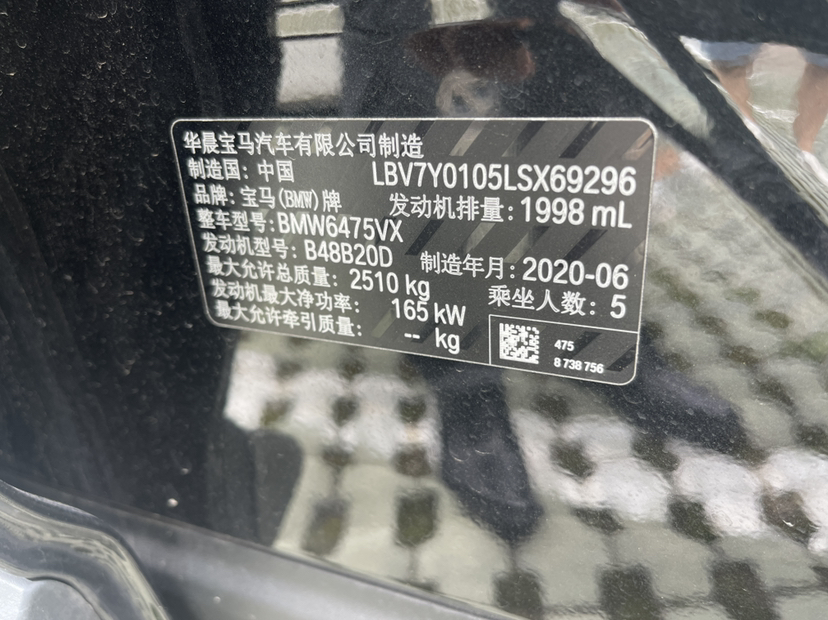 华晨宝马汽车有限公司制造
制造国: 中国 LBV7Y0105LSX69296
品牌: 宝马(BMW)牌 发动机排量: 1998 mL
整车型号: BMW6475VX
发动机型号: B48B20D 制造年月: 2020-06
最大允许总质量: 2510 kg 乘坐人数: 5
发动机最大净功率: 165 kW
最大允许牵引质量: -- kg
475
8 738 756